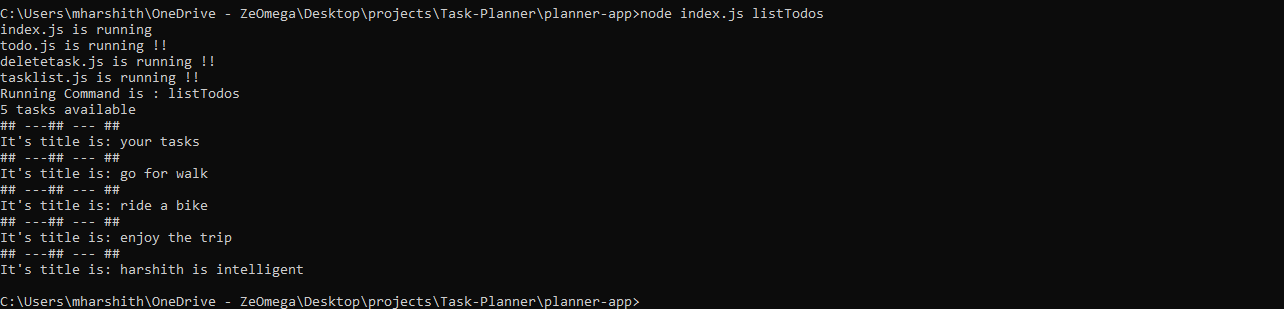 C:\Users\mharshith\OneDrive - ZeOmega\Desktop\projects\Task-Planner\planner-app>node index.js listTodos
index.js is running
todo.js is running !!
deletetask.js is running !!
tasklist.js is running !!
Running Command is : listTodos
5 tasks available
## ---## --- ##
It's title is: your tasks
## ---## --- ##
It's title is: go for walk
## ---## --- ##
It's title is: ride a bike
## ---## --- ##
It's title is: enjoy the trip
## ---## --- ##
It's title is: harshith is intelligent
C:\Users\mharshith\OneDrive - ZeOmega\Desktop\projects\Task-Planner\planner-app>